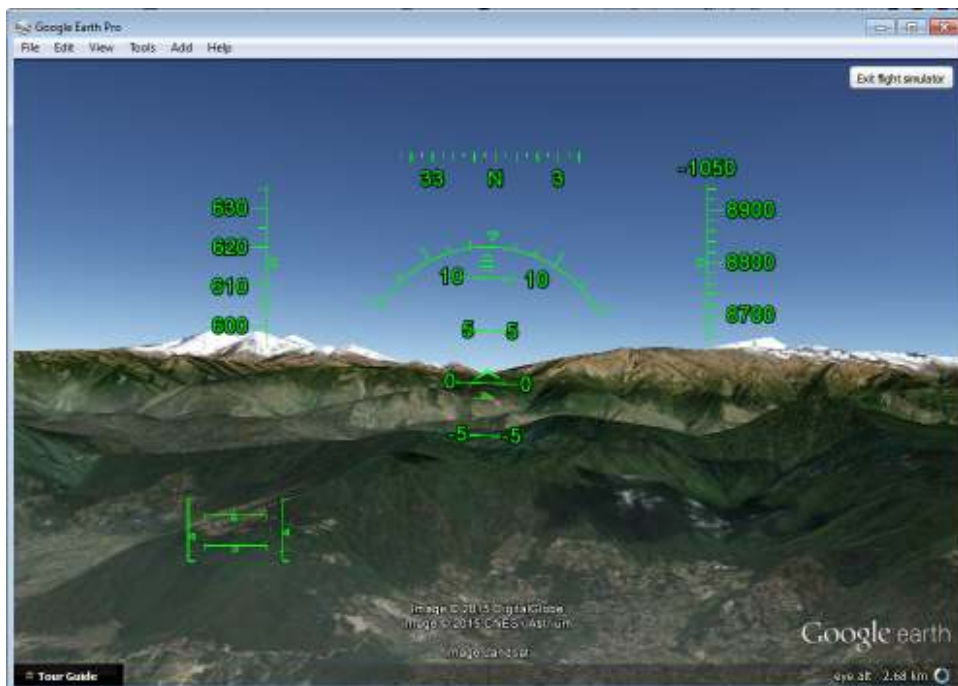 Google Earth Pro
File Edit View Tools Add Help
Exit flight simulator
33 N 3
-1050
630
620
610
600
8900
8800
8700
10 10
5 5
0 0
-5 -5
Image © 2015 DigitalGlobe
Image © 2015 CNES / Astrium
Image Landsat
Google earth
Tour Guide
eye alt 2.68 km